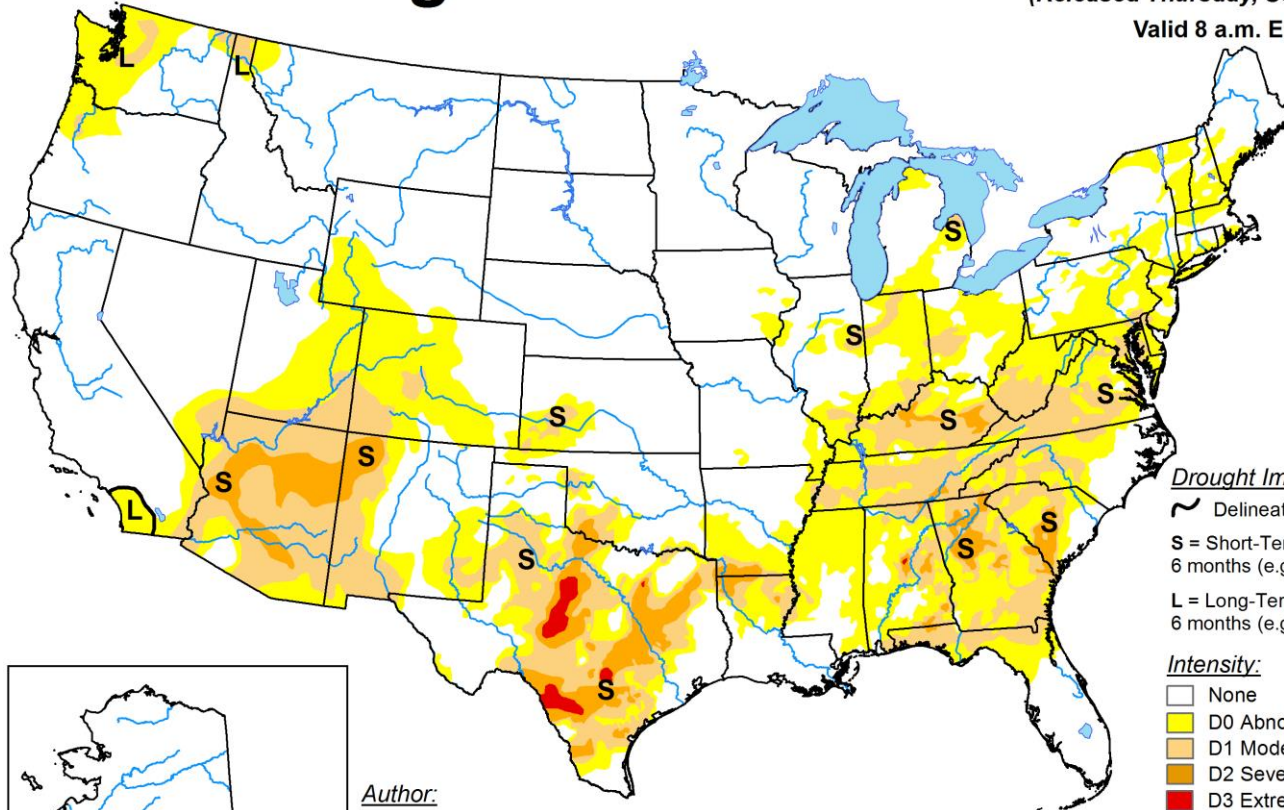 Valid 8 a.m. E
L
L
S
S
S
S
S
S
S
L
S
S
S
S
Drought Im
Delineat
S = Short-Ter
6 months (e.g
L = Long-Ter
6 months (e.g
Intensity:
None
D0 Abno
D1 Mode
D2 Seve
D3 Extre
Author: